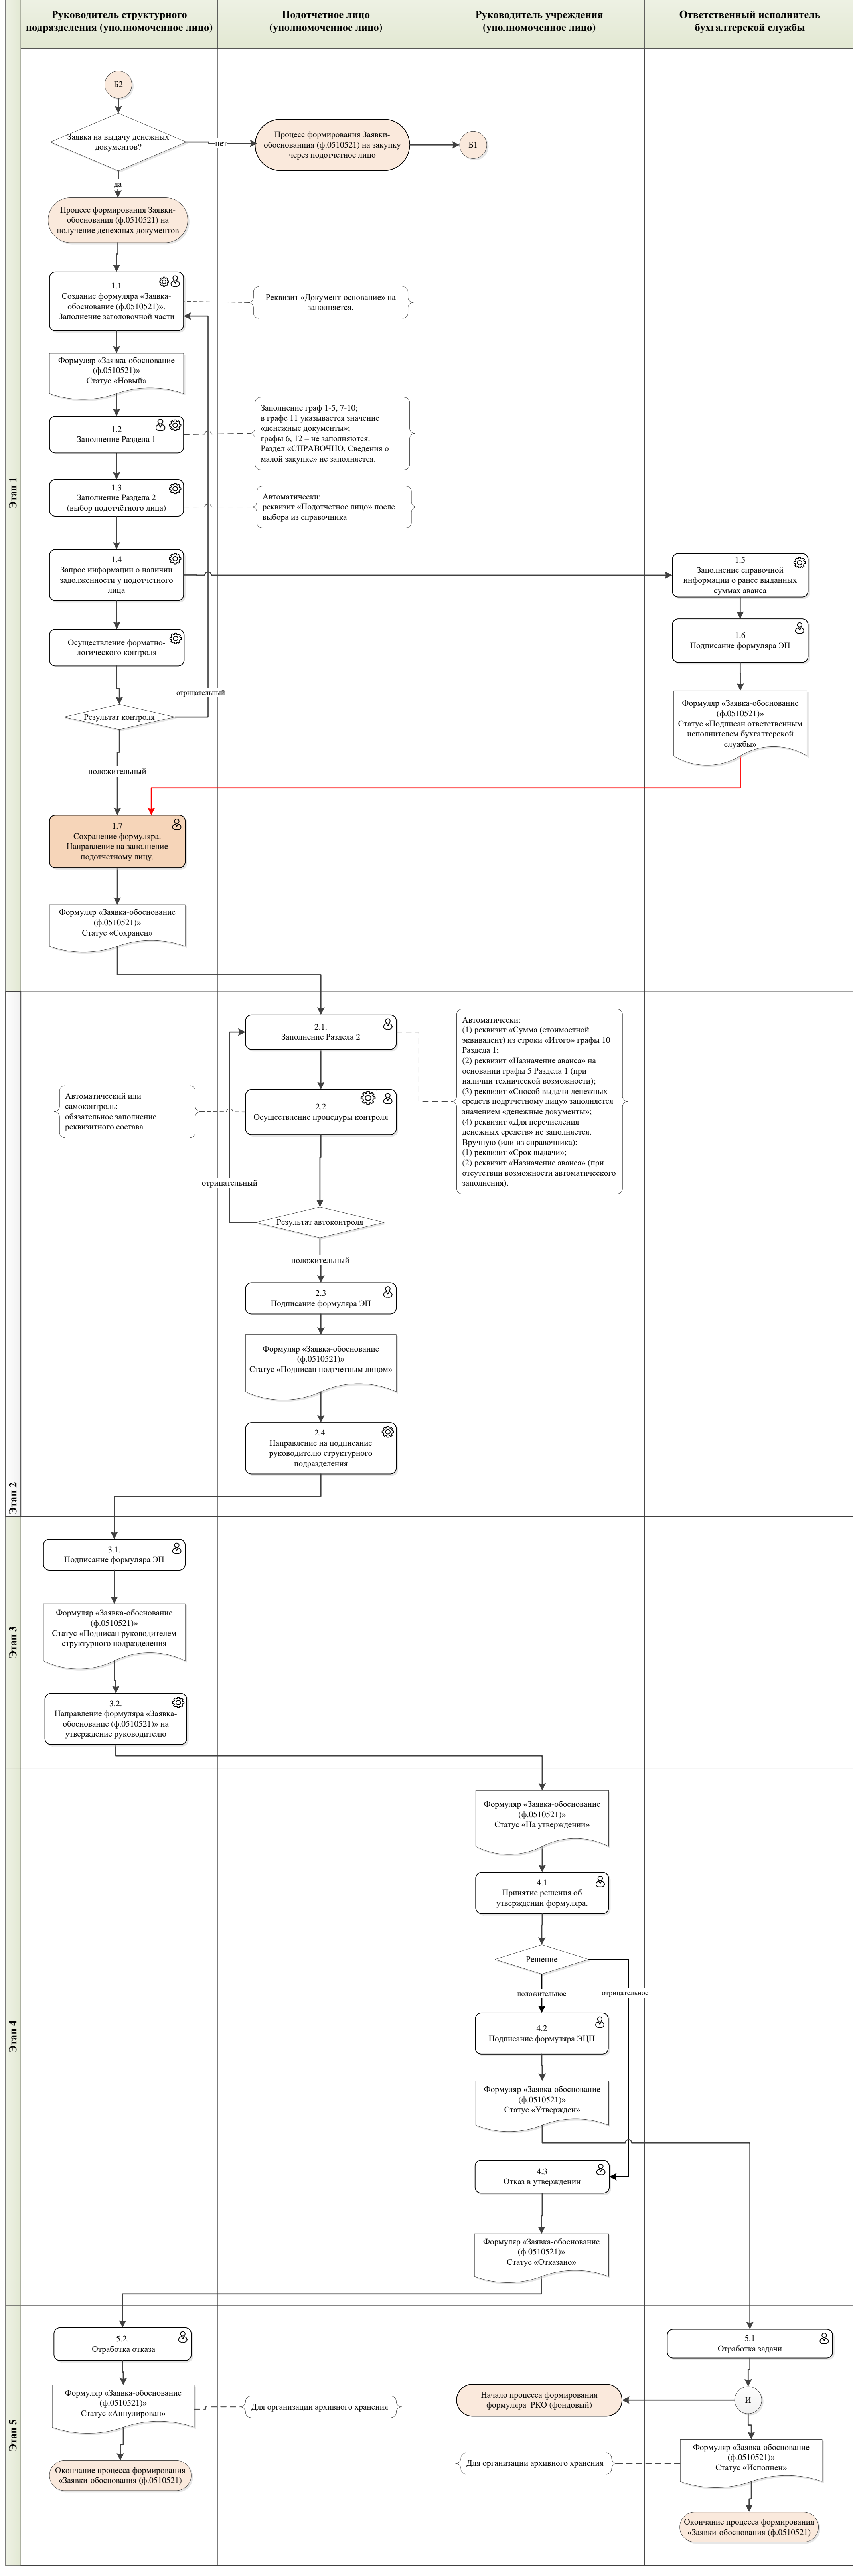 Руководитель структурного
подразделения (уполномоченное лицо)
Подотчетное лицо
(уполномоченное лицо)
Руководитель учреждения
(уполномоченное лицо)
Ответственный исполнитель
бухгалтерской службы
Б2
Заявка на выдачу денежных
документов?
нет
Процесс формирования Заявки-
обоснованиия (ф.0510521) на закупку
через подотчетное лицо
Б1
да
Процесс формирования Заявки-
обоснования (ф.0510521) на
получение денежных документов
Этап 1
1.1
Создание формуляра «Заявка-
обоснование (ф.0510521)».
Заполнение заголовочной части
Реквизит «Документ-основание» на
заполняется.
Формуляр «Заявка-обоснование
(ф.0510521)»
Статус «Новый»
1.2
Заполнение Раздела 1
Заполнение граф 1-5, 7-10;
в графе 11 указывается значение
«денежные документы»;
графы 6, 12 – не заполняются.
Раздел «СПРАВОЧНО. Сведения о
малой закупке» не заполняется.
1.3
Заполнение Раздела 2
(выбор подотчётного лица)
Автоматически:
реквизит «Подотчетное лицо» после
выбора из справочника
1.4
Запрос информации о наличии
задолженности у подотчетного
лица
1.5
Заполнение справочной
информации о ранее выданных
суммах аванса
Осуществление форматно-
логического контроля
1.6
Подписание формуляра ЭП
отрицательный
Результат контроля
Формуляр «Заявка-обоснование
(ф.0510521)»
Статус «Подписан ответственным
исполнителем бухгалтерской
службы»
положительный
1.7
Сохранение формуляра.
Направление на заполнение
подотчетному лицу.
Формуляр «Заявка-обоснование
(ф.0510521)»
Статус «Сохранен»
Этап 2
2.1.
Заполнение Раздела 2
Автоматически:
(1) реквизит «Сумма (стоимостной
эквивалент) из строки «Итого» графы 10
Раздела 1;
(2) реквизит «Назначение аванса» на
основании графы 5 Раздела 1 (при
наличии технической возможности);
(3) реквизит «Способ выдачи денежных
средств подотчетному лицу» заполняется
значением «денежные документы»;
(4) реквизит «Для перечисления
денежных средств» не заполняется.
Вручную (или из справочника):
(1) реквизит «Срок выдачи»;
(2) реквизит «Назначение аванса» (при
отсутствии возможности автоматического
заполнения).
Автоматический или
самоконтроль:
обязательное заполнение
реквизитного состава
2.2
Осуществление процедуры контроля
отрицательный
Результат автоконтроля
положительный
2.3
Подписание формуляра ЭП
Формуляр «Заявка-обоснование
(ф.0510521)»
Статус «Подписан подтчетным лицом»
2.4.
Направление на подписание
руководителю структурного
подразделения
Этап 3
3.1.
Подписание формуляра ЭП
Формуляр «Заявка-обоснование
(ф.0510521)»
Статус «Подписан руководителем
структурного подразделения
3.2.
Направление формуляра «Заявка-
обоснование (ф.0510521)» на
утверждение руководителю
Этап 4
Формуляр «Заявка-обоснование
(ф.0510521)»
Статус «На утверждении»
4.1
Принятие решения об
утверждении формуляра.
Решение
положительное
отрицательное
4.2
Подписание формуляра ЭЦП
Формуляр «Заявка-обоснование
(ф.0510521)»
Статус «Утвержден»
4.3
Отказ в утверждении
Формуляр «Заявка-обоснование
(ф.0510521)»
Статус «Отказано»
Этап 5
5.2.
Отработка отказа
5.1
Отработка задачи
Формуляр «Заявка-обоснование
(ф.0510521)»
Статус «Аннулирован»
Для организации архивного хранения
Начало процесса формирования
формуляра РКО (фондовый)
И
Окончание процесса формирования
«Заявки-обоснования (ф.0510521)
Для организации архивного хранения
Формуляр «Заявка-обоснование
(ф.0510521)»
Статус «Исполнен»
Окончание процесса формирования
«Заявки-обоснования (ф.0510521)